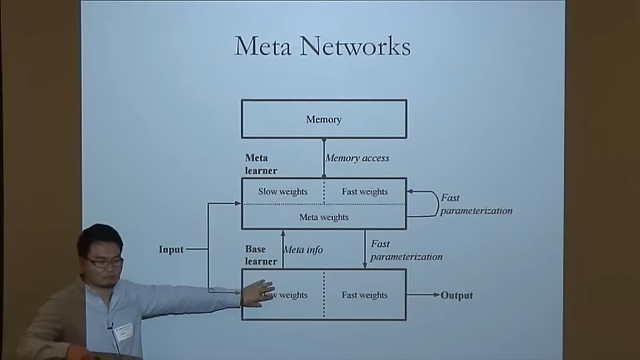 Meta Networks
Memory
Meta
learner
Memory access
Slow weights
Fast weights
Meta weights
Fast
parameterization
Input
Base
learner
Meta info
Fast
parameterization
weights
Fast weights
Output